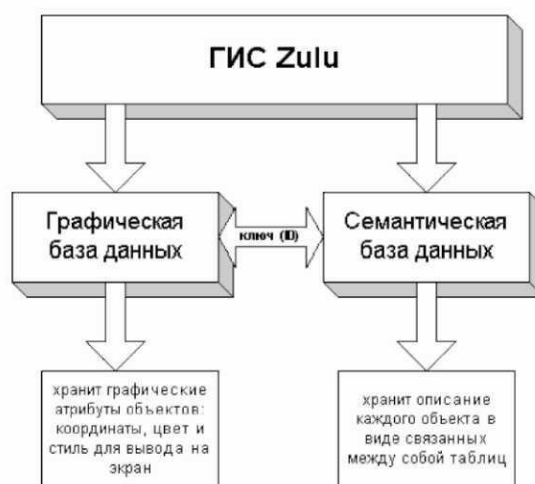 ГИС Zulu
Графическая
база данных
ключ (ID)
Семантическая
база данных
хранит графические
атрибуты объектов:
координаты, цвет и
стиль для вывода на
экран
хранит описание
каждого объекта в
виде связанных
между собой таблиц